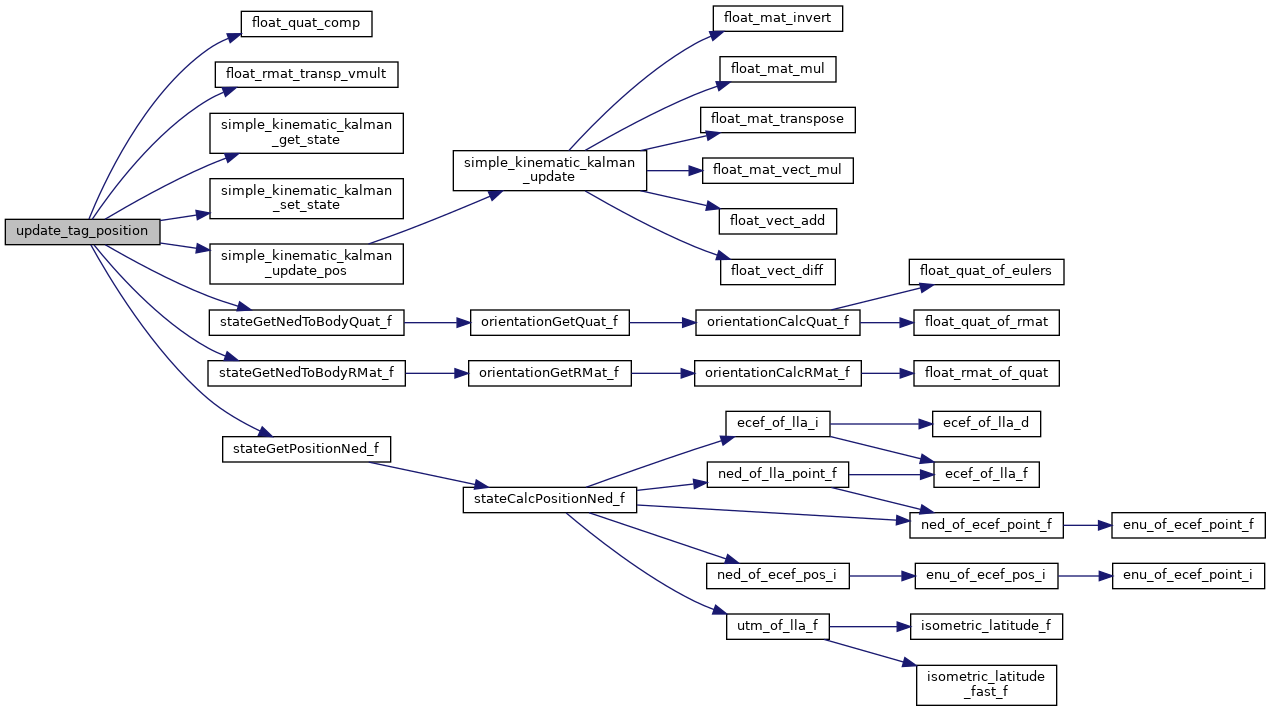 update_tag_position
float_quat_comp
float_rmat_transp_vmult
simple_kinematic_kalman
_get_state
simple_kinematic_kalman
_set_state
simple_kinematic_kalman
_update_pos
stateGetNedToBodyQuat_f
stateGetNedToBodyRMat_f
stateGetPositionNed_f
simple_kinematic_kalman
_update
orientationGetQuat_f
orientationGetRMat_f
stateCalcPositionNed_f
float_mat_invert
float_mat_mul
float_mat_transpose
float_mat_vect_mul
float_vect_add
float_vect_diff
orientationCalcQuat_f
orientationCalcRMat_f
ecef_of_lla_i
ned_of_lla_point_f
ned_of_ecef_pos_i
utm_of_lla_f
float_quat_of_eulers
float_quat_of_rmat
float_rmat_of_quat
ecef_of_lla_d
ecef_of_lla_f
ned_of_ecef_point_f
enu_of_ecef_pos_i
isometric_latitude_f
isometric_latitude
_fast_f
enu_of_ecef_point_f
enu_of_ecef_point_i